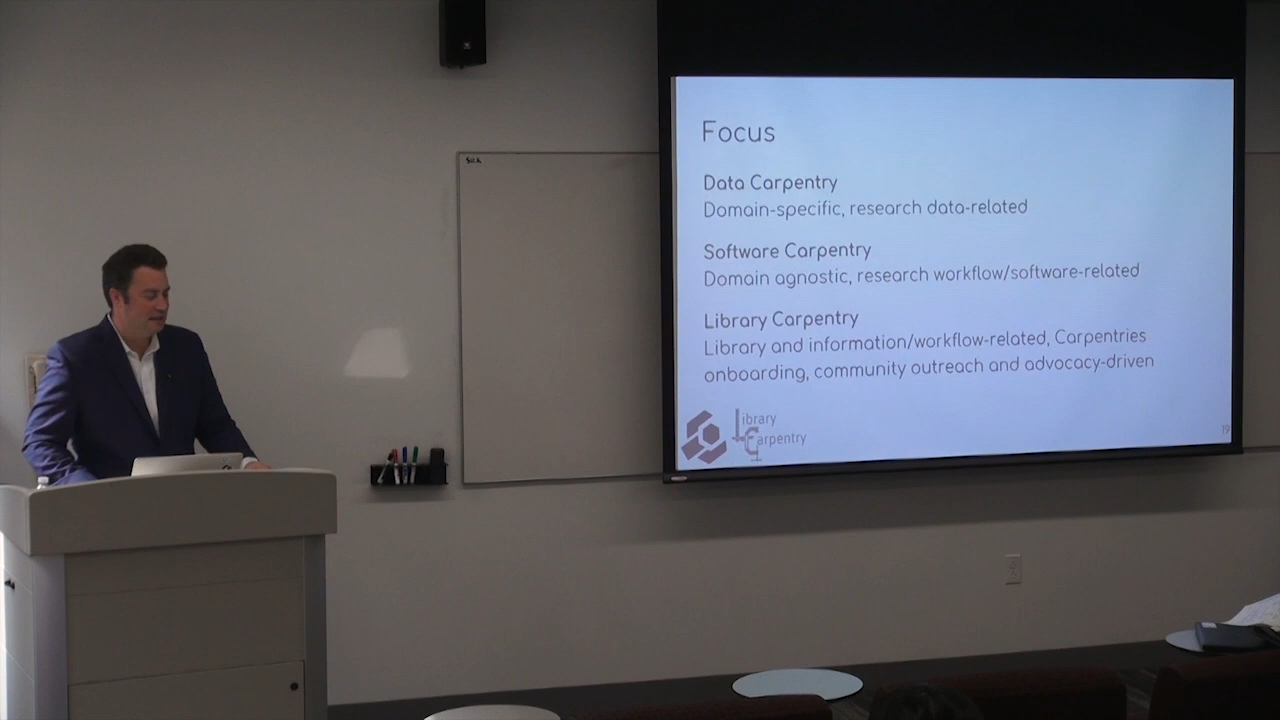 Focus
Data Carpentry
Domain-specific, research data-related
Software Carpentry
Domain agnostic, research workflow/software-related
Library Carpentry
Library and information/workflow-related, Carpentries
onboarding, community outreach and advocacy-driven
Library
Carpentry
19